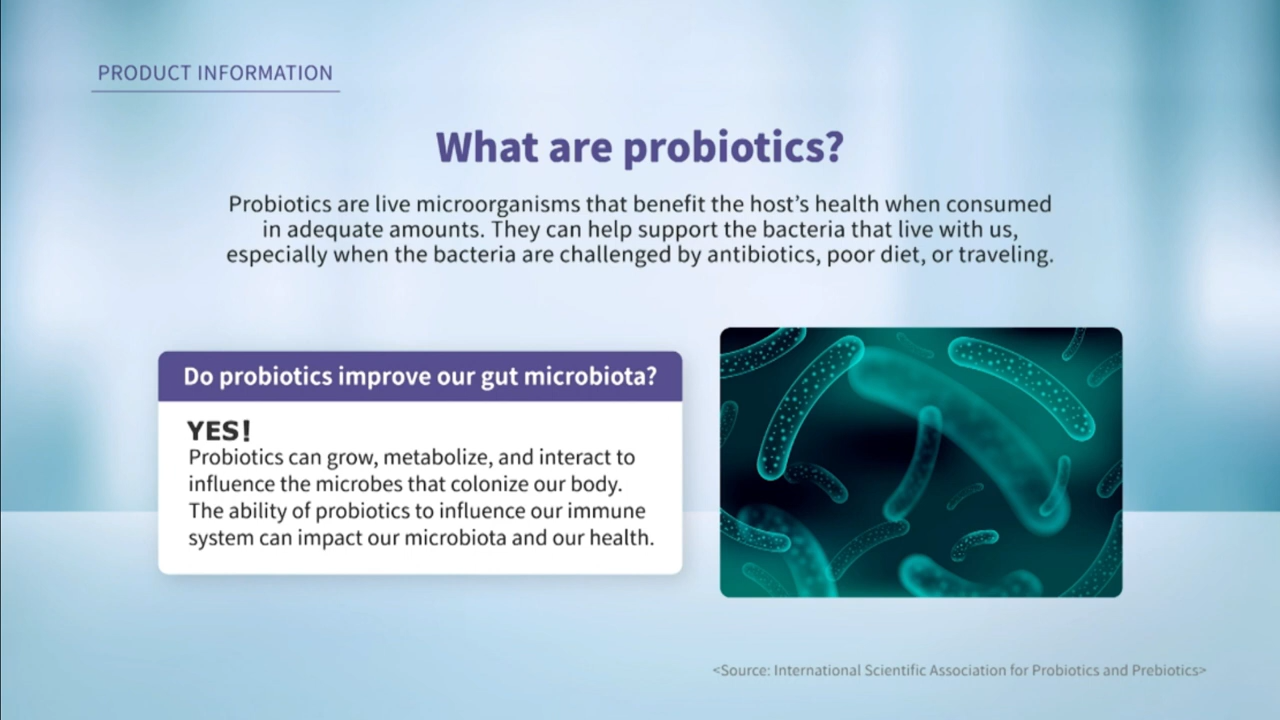 PRODUCT INFORMATION
What are probiotics?
Probiotics are live microorganisms that benefit the host’s health when consumed
in adequate amounts. They can help support the bacteria that live with us,
especially when the bacteria are challenged by antibiotics, poor diet, or traveling.
Do probiotics improve our gut microbiota?
YES!
Probiotics can grow, metabolize, and interact to
influence the microbes that colonize our body.
The ability of probiotics to influence our immune
system can impact our microbiota and our health.
<Source: International Scientific Association for Probiotics and Prebiotics>